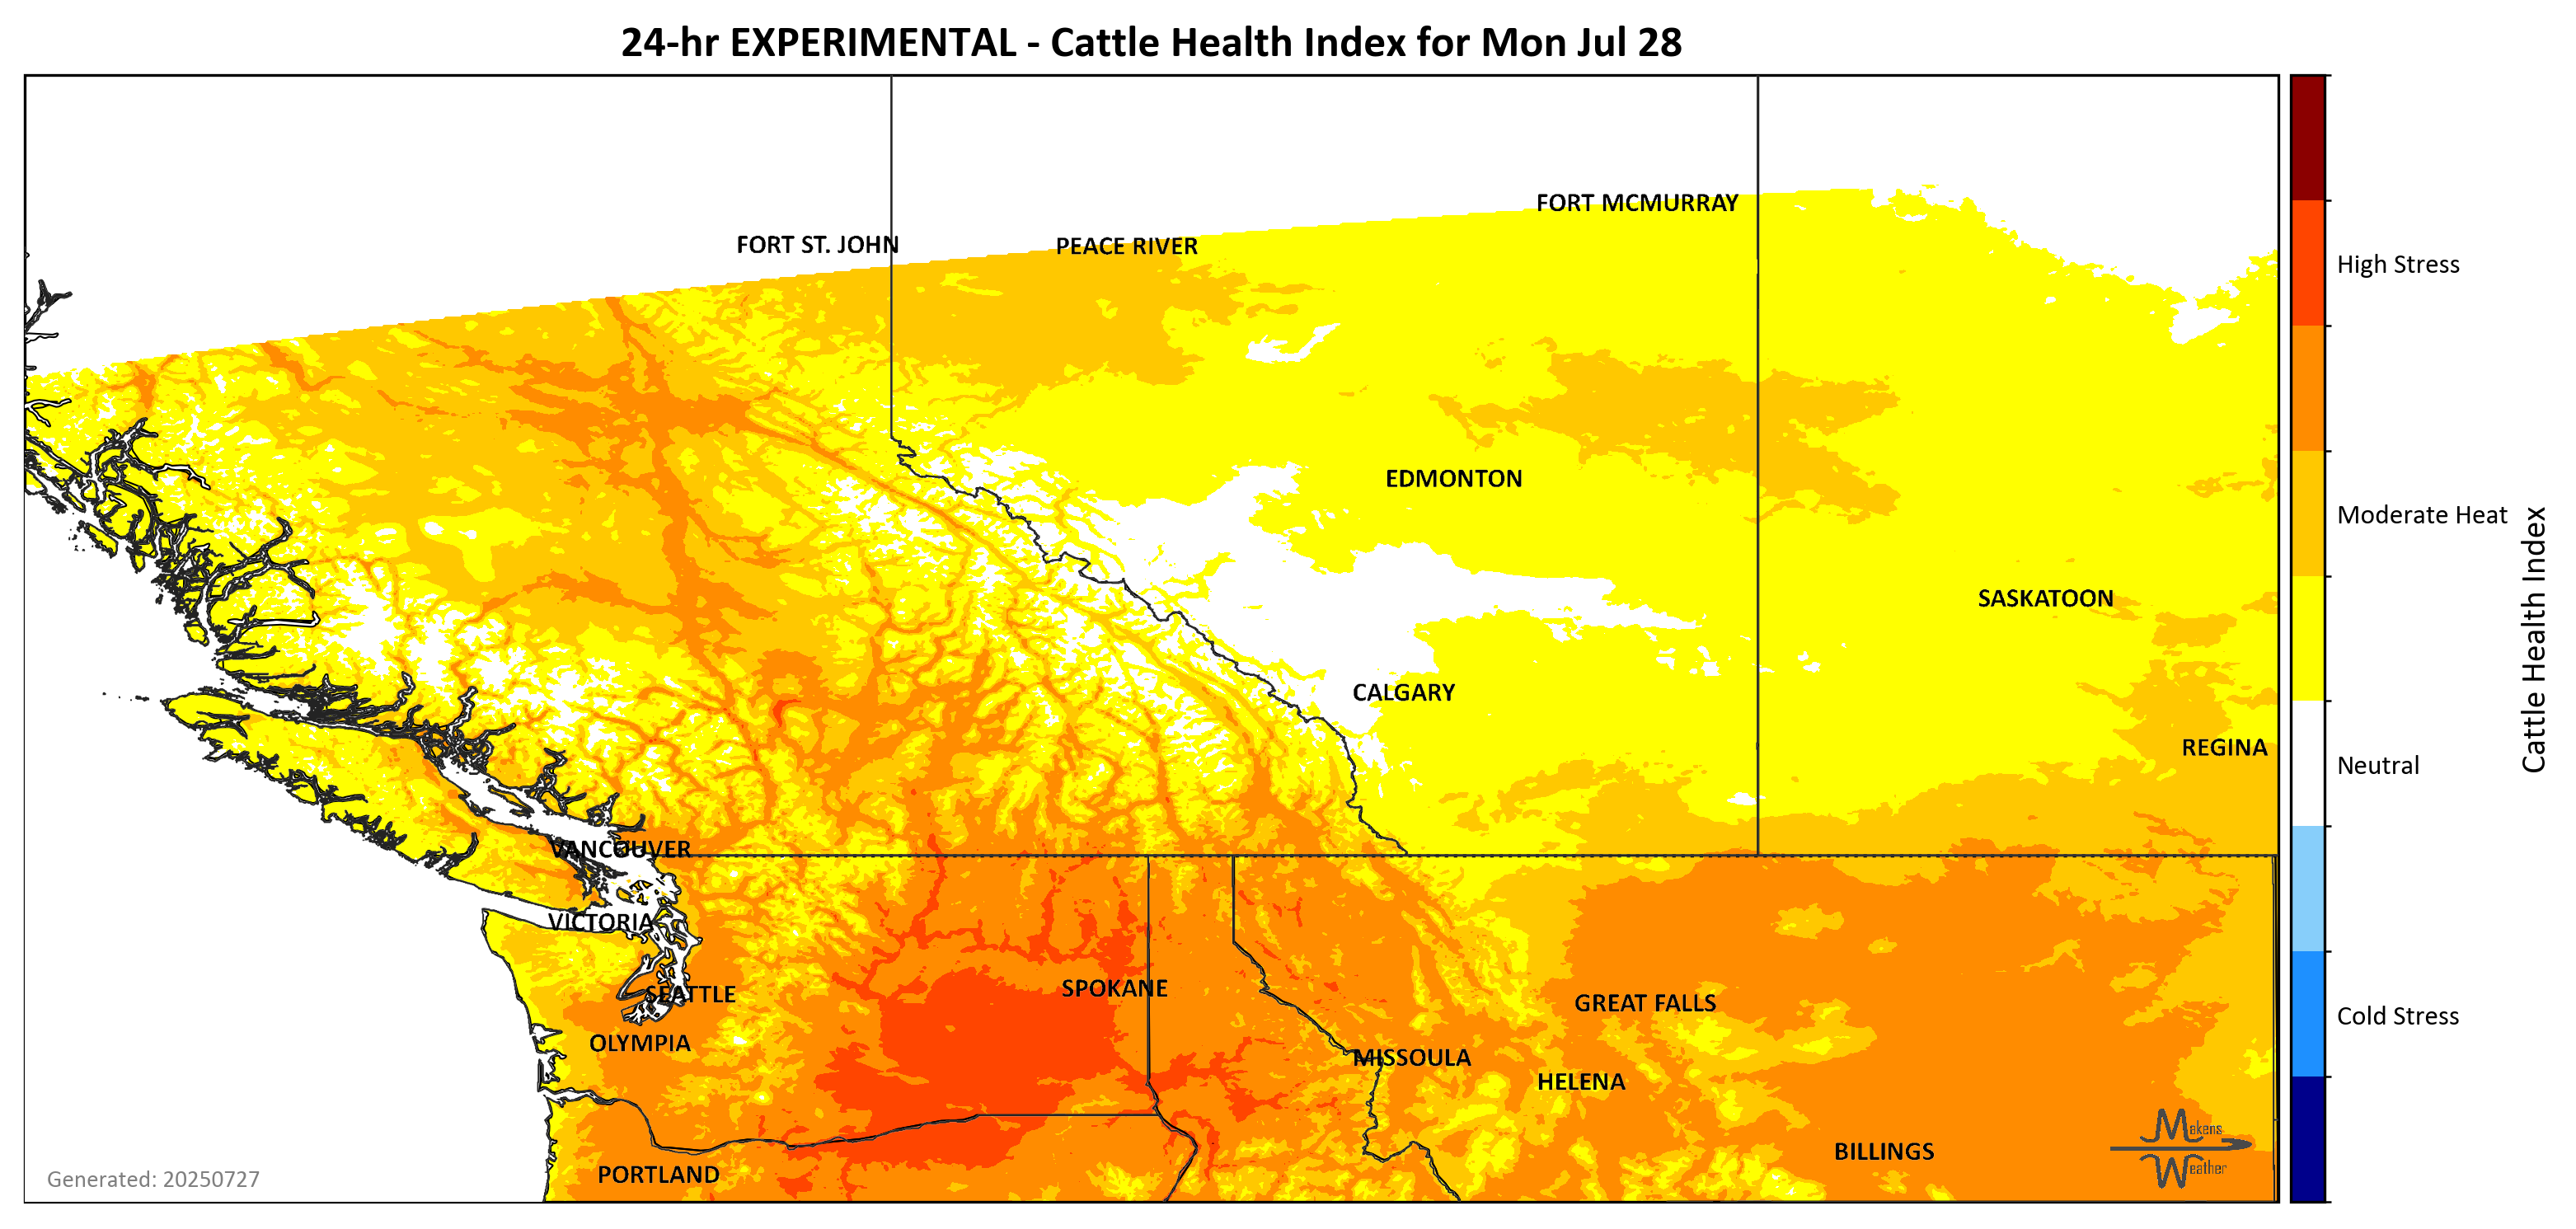 24-hr EXPERIMENTAL - Cattle Health Index for Mon Jul 28
FORT MCMURRAY
FORT ST. JOHN
PEACE RIVER
High Stress
EDMONTON
Moderate Heat
SASKATOON
Cattle Health Index
CALGARY
REGINA
Neutral
VANCOUVER
VICTORIA
SPOKANE
SEATTLE
GREAT FALLS
Cold Stress
OLYMPIA
MISSOULA
HELENA
Makens
Weather
BILLINGS
PORTLAND
Generated: 20250727